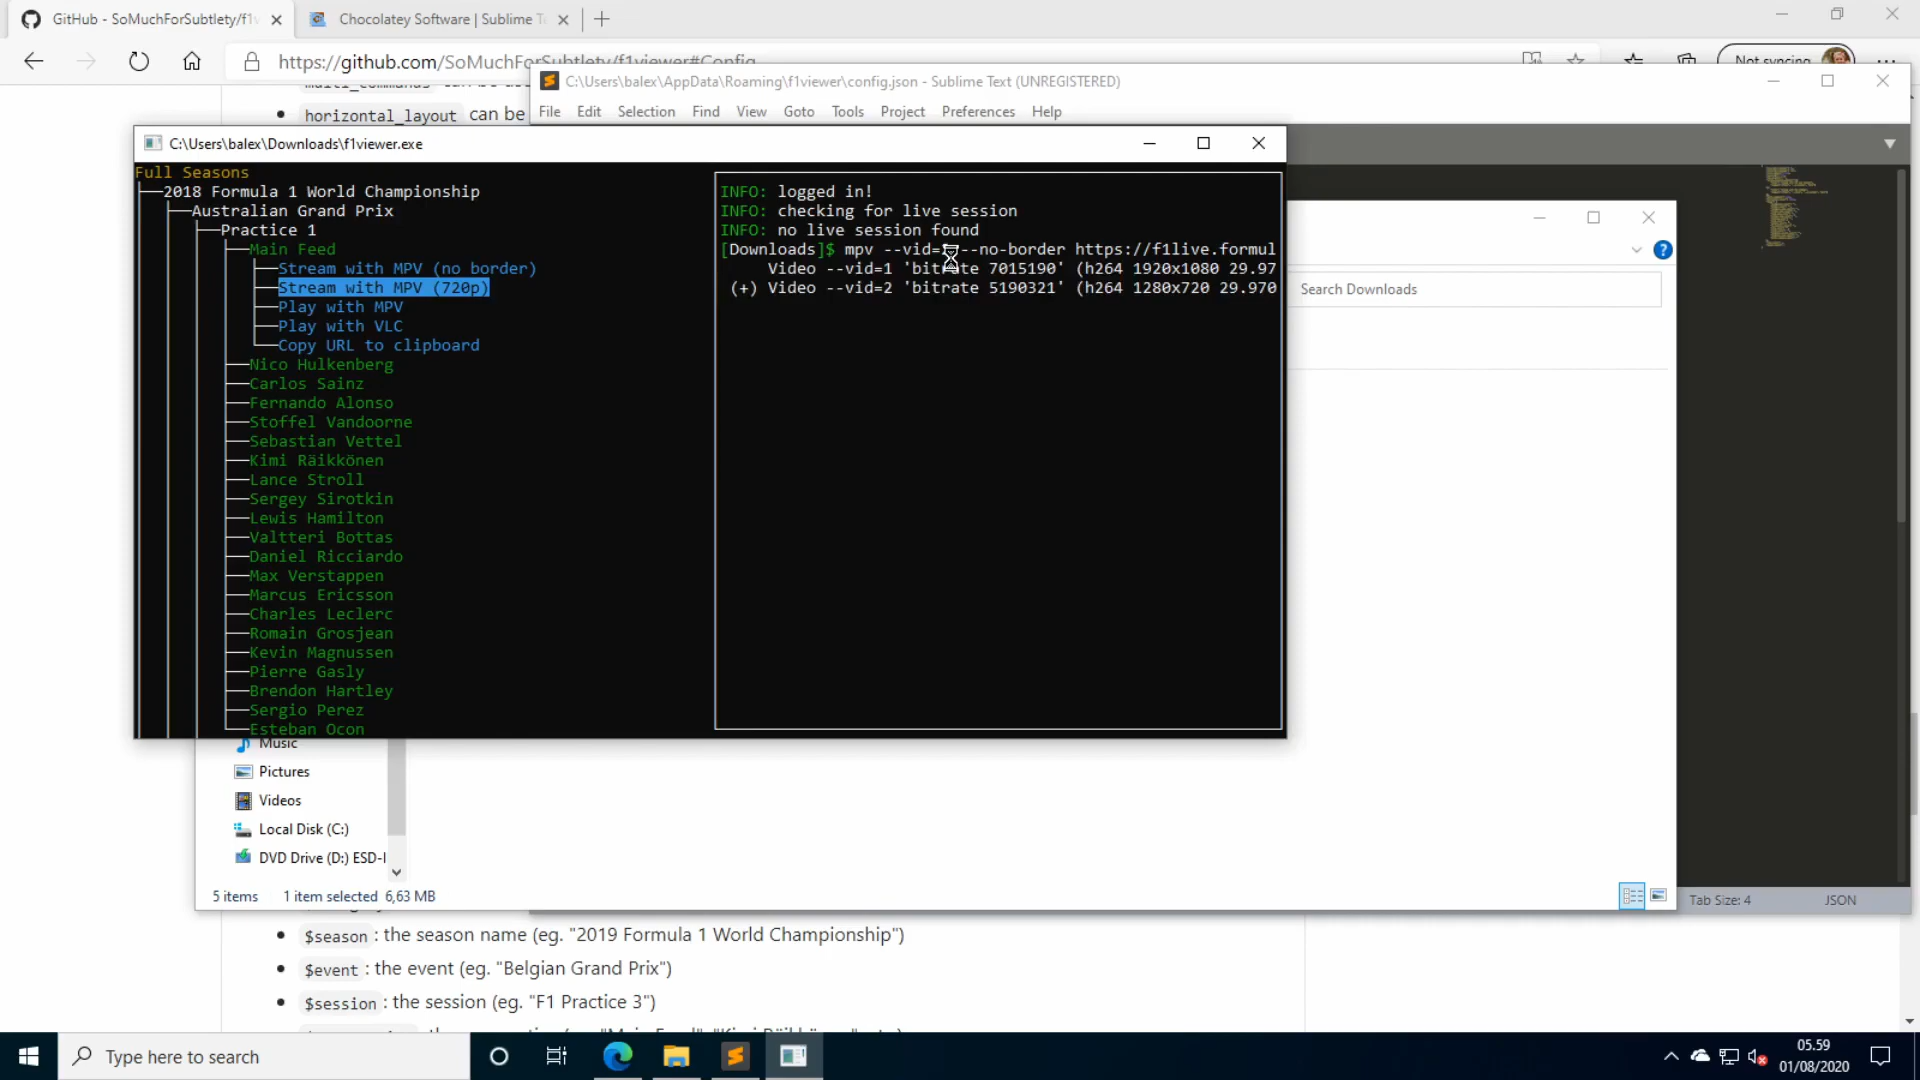 GitHub - SoMuchForSubtlety/f1v
Chocolatey Software | Sublime T
https://github.com/SoMuchForSubtlety/f1viewer#Config
Not syncing
C:\Users\balex\AppData\Roaming\f1viewer\config.json - Sublime Text (UNREGISTERED)
File Edit Selection Find View Goto Tools Project Preferences Help
horizontal_layout can be
C:\Users\balex\Downloads\f1viewer.exe
Full Seasons
2018 Formula 1 World Championship
Australian Grand Prix
Practice 1
Main Feed
Stream with MPV (no border)
Stream with MPV (720p)
Play with MPV
Play with VLC
Copy URL to clipboard
Nico Hulkenberg
Carlos Sainz
Fernando Alonso
Stoffel Vandoorne
Sebastian Vettel
Kimi Räikkönen
Lance Stroll
Sergey Sirotkin
Lewis Hamilton
Valtteri Bottas
Daniel Ricciardo
Max Verstappen
Marcus Ericsson
Charles Leclerc
Romain Grosjean
Kevin Magnussen
Pierre Gasly
Brendon Hartley
Sergio Perez
Esteban Ocon
INFO: logged in!
INFO: checking for live session
INFO: no live session found
[Downloads]$ mpv --vid= --no-border https://f1live.formul
Video --vid=1 'bitrate 7015190' (h264 1920x1080 29.97
(+) Video --vid=2 'bitrate 5190321' (h264 1280x720 29.970
Search Downloads
Music
Pictures
Videos
Local Disk (C:)
DVD Drive (D:) ESD-I
5 items 1 item selected 6,63 MB
Tab Size: 4 JSON
$season : the season name (eg. "2019 Formula 1 World Championship")
$event : the event (eg. "Belgian Grand Prix")
$session : the session (eg. "F1 Practice 3")
Type here to search
05.59
01/08/2020